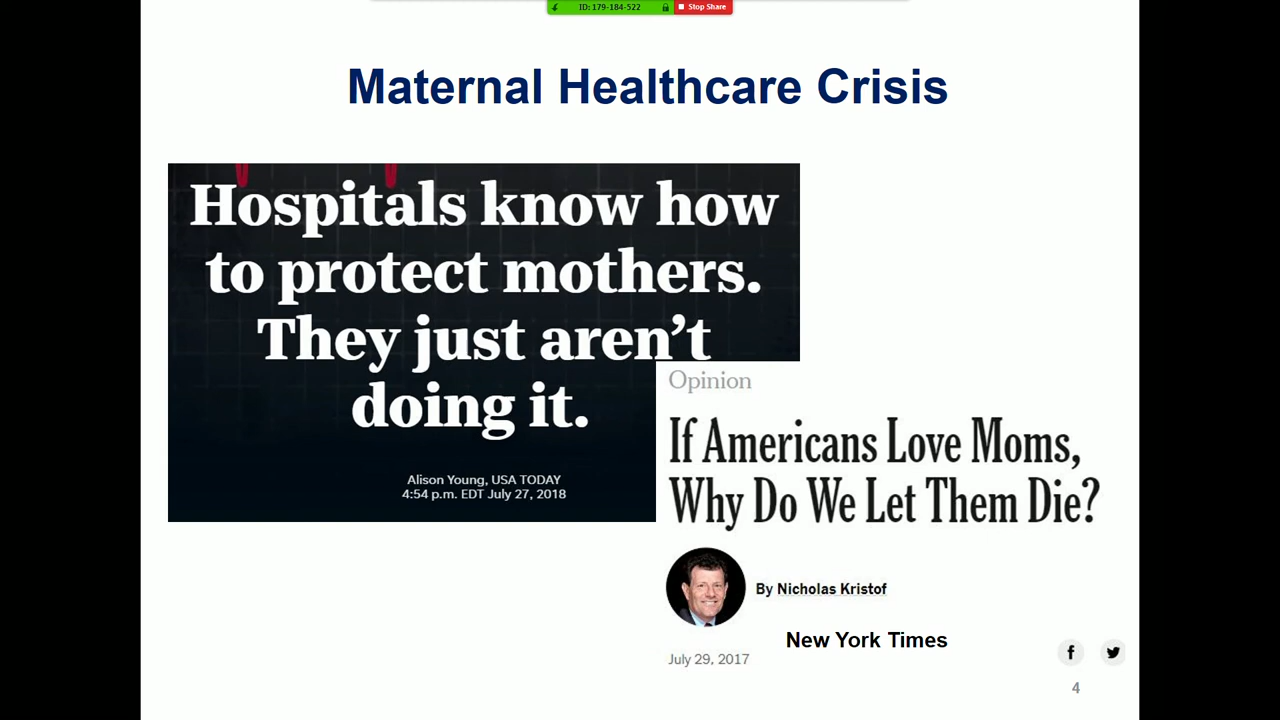 ID: 179-184-522
Stop Share
Maternal Healthcare Crisis
Hospitals know how
to protect mothers.
They just aren’t
doing it.
Alison Young, USA TODAY
4:54 p.m. EDT July 27, 2018
Opinion
If Americans Love Moms,
Why Do We Let Them Die?
By Nicholas Kristof
New York Times
July 29, 2017
4